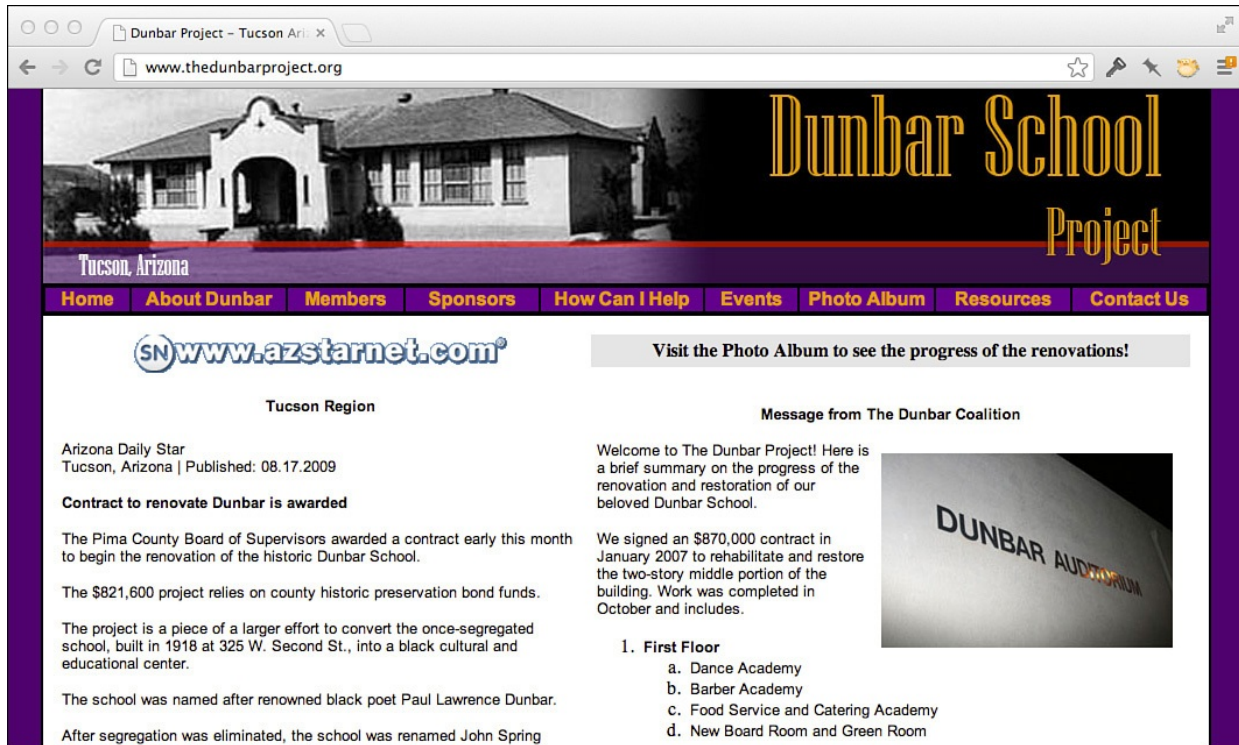 Dunbar Project – Tucson Ari
www.thedunbarproject.org
Dunbar School
Project
Tucson, Arizona
Home About Dunbar Members Sponsors How Can I Help Events Photo Album Resources Contact Us
SN www.azstarnet.com
Tucson Region
Arizona Daily Star
Tucson, Arizona | Published: 08.17.2009
Contract to renovate Dunbar is awarded
The Pima County Board of Supervisors awarded a contract early this month
to begin the renovation of the historic Dunbar School.
The $821,600 project relies on county historic preservation bond funds.
The project is a piece of a larger effort to convert the once-segregated
school, built in 1918 at 325 W. Second St., into a black cultural and
educational center.
The school was named after renowned black poet Paul Lawrence Dunbar.
After segregation was eliminated, the school was renamed John Spring
Visit the Photo Album to see the progress of the renovations!
Message from The Dunbar Coalition
Welcome to The Dunbar Project! Here is
a brief summary on the progress of the
renovation and restoration of our
beloved Dunbar School.
We signed an $870,000 contract in
January 2007 to rehabilitate and restore
the two-story middle portion of the
building. Work was completed in
October and includes.
DUNBAR AUDITORIUM
1. First Floor
a. Dance Academy
b. Barber Academy
c. Food Service and Catering Academy
d. New Board Room and Green Room